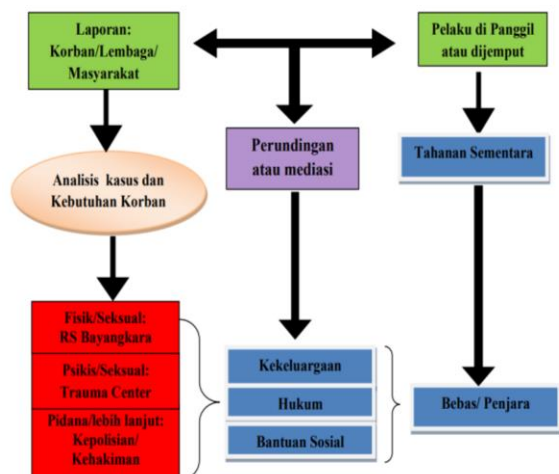 Laporan:
Korban/Lembaga/
Masyarakat
Pelaku di Panggil
atau dijemput
Perundingan
atau mediasi
Tahanan Sementara
Analisis kasus dan
Kebutuhan Korban
Fisik/Seksual:
RS Bayangkara
Psikis/Seksual:
Trauma Center
Pidana/lebih lanjut:
Kepolisian/
Kehakiman
Kekeluargaan
Hukum
Bantuan Sosial
Bebas/ Penjara